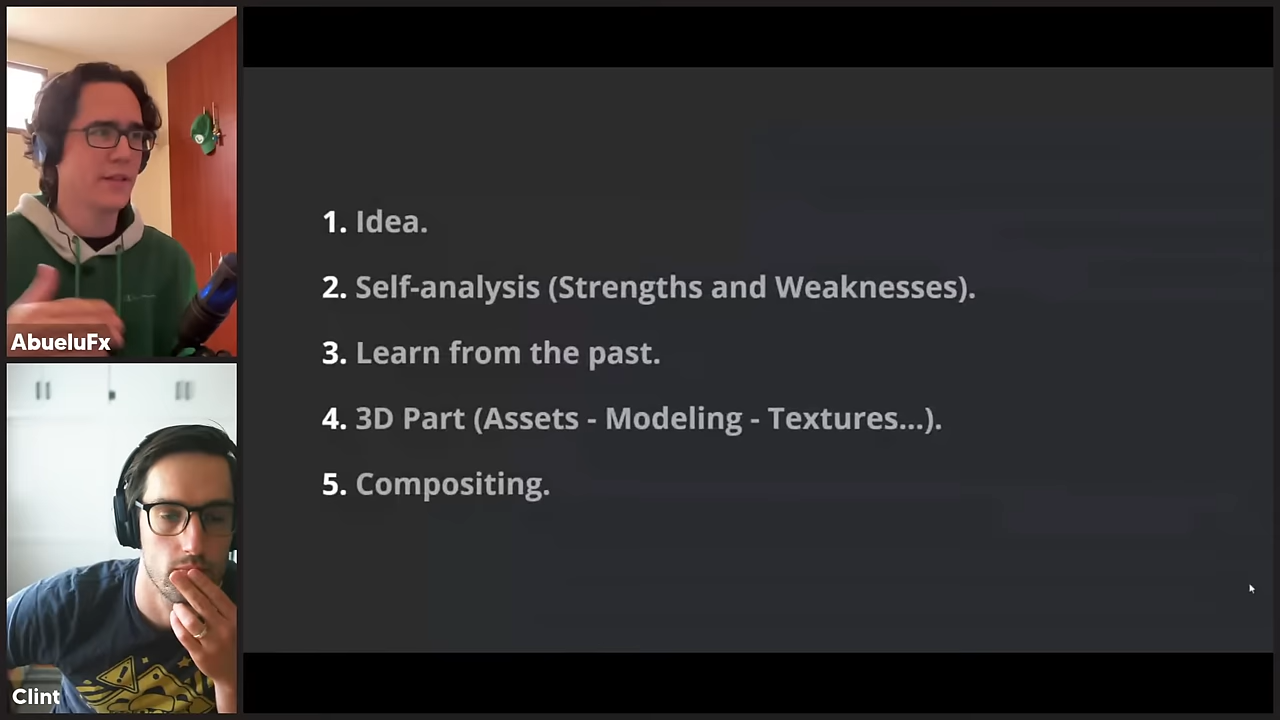 AbueluFx
Clint
1. Idea.
2. Self-analysis (Strengths and Weaknesses).
3. Learn from the past.
4. 3D Part (Assets - Modeling - Textures...).
5. Compositing.